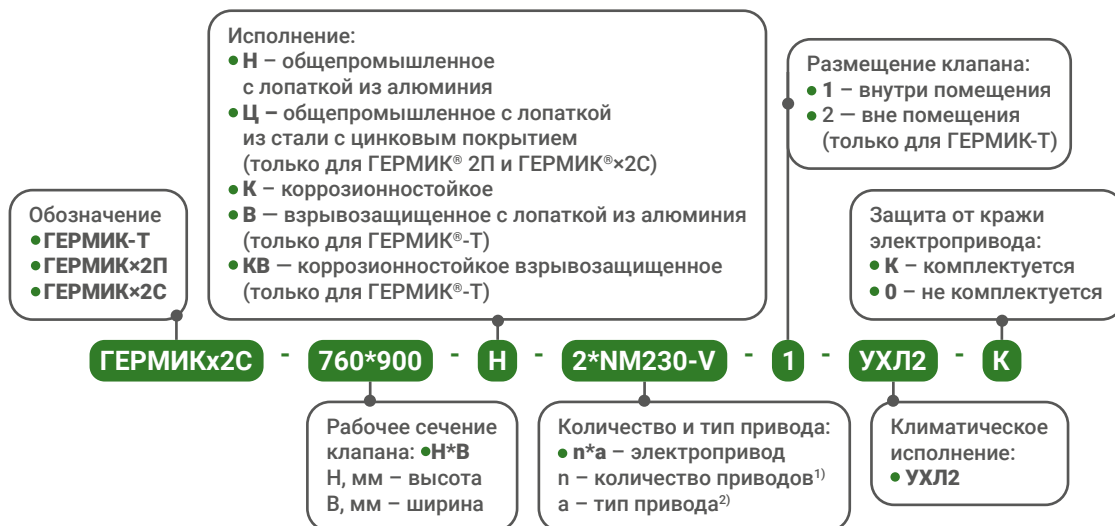 Исполнение:
Н – общепромышленное
с лопаткой из алюминия
Ц – общепромышленное с лопаткой
из стали с цинковым покрытием
(только для ГЕРМИК® 2П и ГЕРМИК®×2С)
К – коррозионностойкое
В – взрывозащищенное с лопаткой из алюминия
(только для ГЕРМИК®-Т)
КВ — коррозионностойкое взрывозащищенное
(только для ГЕРМИК®-Т)
Размещение клапана:
1 – внутри помещения
2 — вне помещения
(только для ГЕРМИК-Т)
Обозначение
ГЕРМИК-Т
ГЕРМИК×2П
ГЕРМИК×2С
Защита от кражи
электропривода:
К – комплектуется
0 – не комплектуется
ГЕРМИКх2С - 760*900 - Н - 2*NM230-V - 1 - УХЛ2 - К
Рабочее сечение
клапана: Н*В
Н, мм – высота
В, мм – ширина
Количество и тип привода:
n*a – электропривод
n – количество приводов1)
a – тип привода2)
Климатическое
исполнение:
УХЛ2